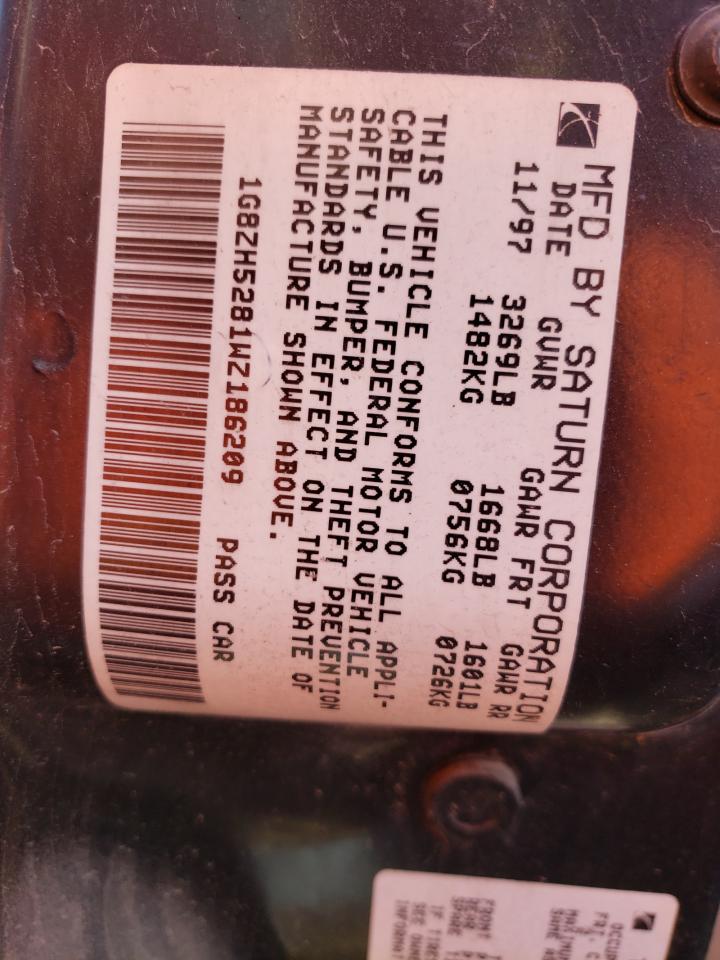 MFD BY SATURN CORPORATION
DATE GVWR GAWR FRT GAWR RR
11/97 3269LB 1668LB 1601LB
1482KG 0756KG 0726KG
THIS VEHICLE CONFORMS TO ALL APPLI-
CABLE U.S. FEDERAL MOTOR VEHICLE
SAFETY, BUMPER, AND THEFT PREVENTION
STANDARDS IN EFFECT ON THE DATE OF
MANUFACTURE SHOWN ABOVE.
1G8ZH5281WZ186209 PASS CAR